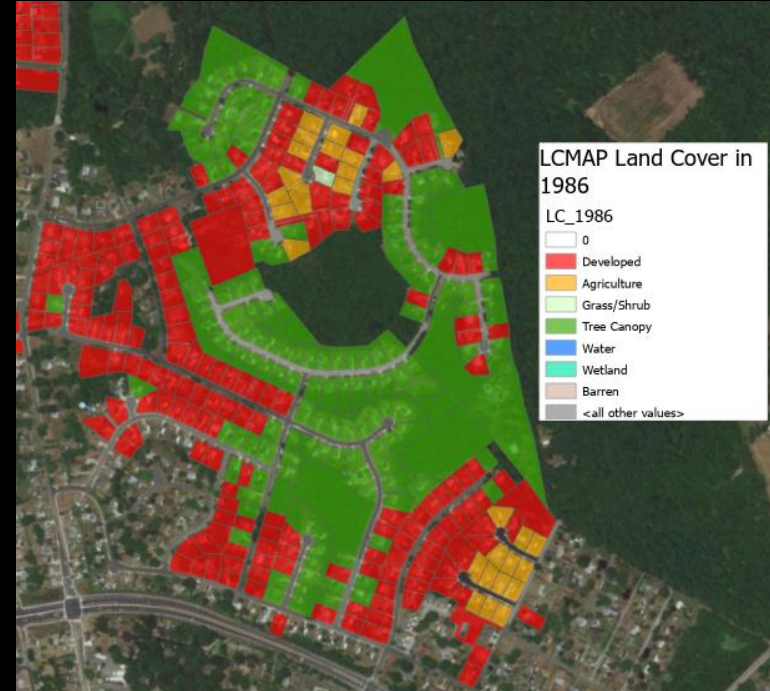 LCMAP Land Cover in
1986
LC_1986
0
Developed
Agriculture
Grass/Shrub
Tree Canopy
Water
Wetland
Barren
<all other values>